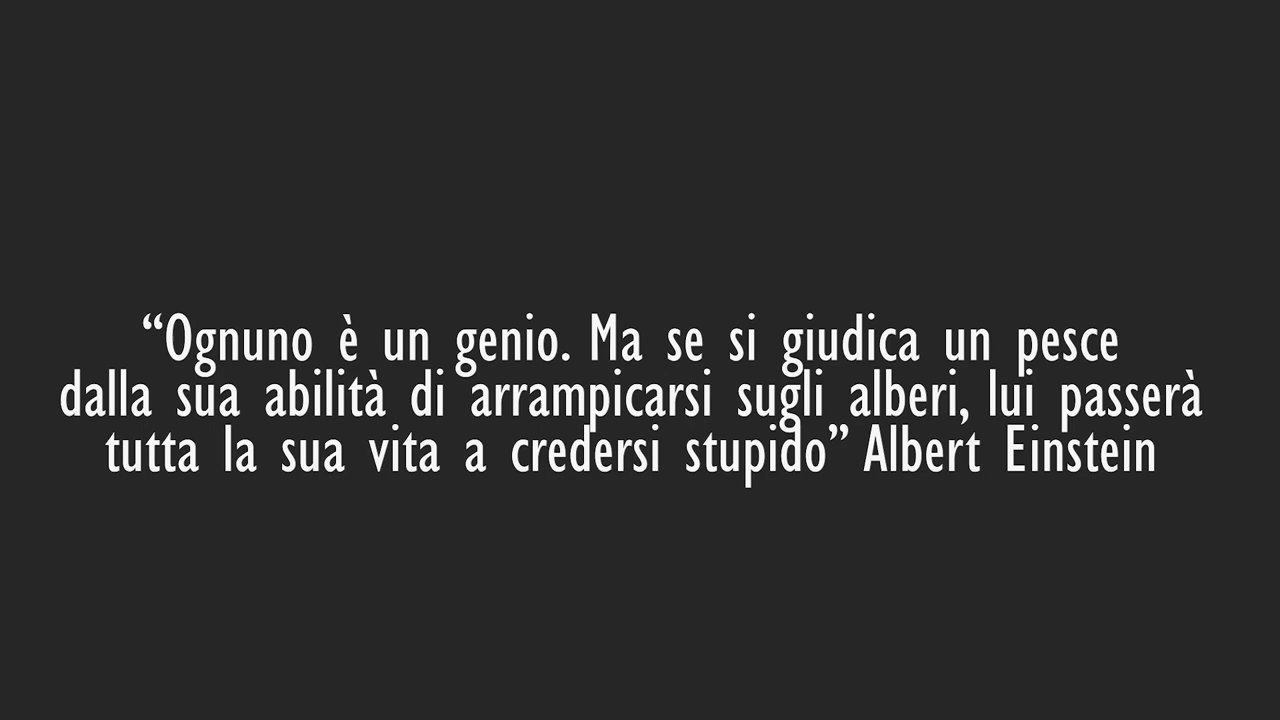 “Ognuno è un genio. Ma se si giudica un pesce
dalla sua abilità di arrampicarsi sugli alberi, lui passerà
tutta la sua vita a credersi stupido” Albert Einstein